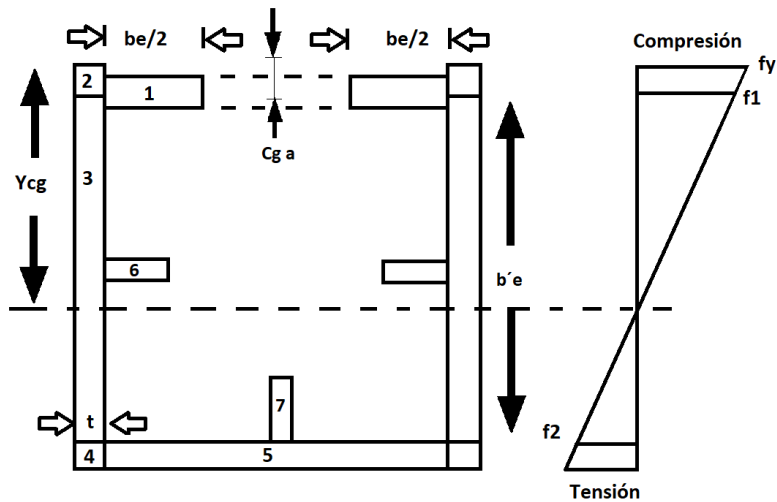 be/2
be/2
Compresión
fy
2
1
f1
Cg a
3
Ycg
6
b´e
7
t
f2
4
5
Tensión